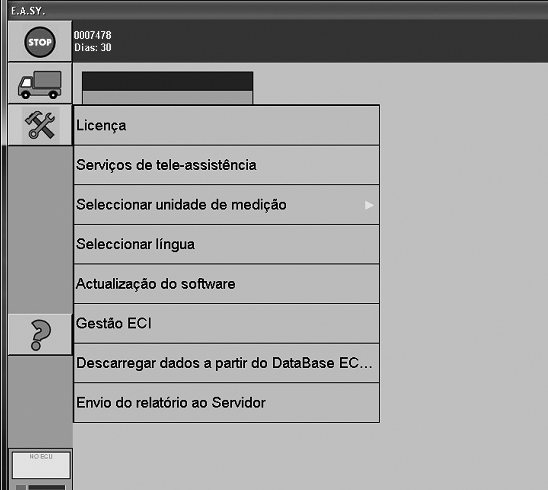 E.A.SY.
STOP
0007478
Dias: 30
Licença
Serviços de tele-assistência
Seleccionar unidade de medição
Seleccionar língua
Actualização do software
Gestão ECI
Descarregar dados a partir do DataBase EC...
Envio do relatório ao Servidor
NO ECU